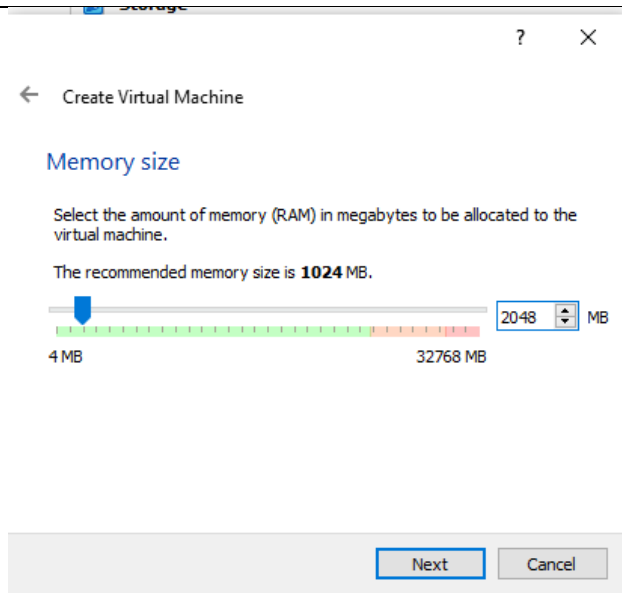 Storage
?
Create Virtual Machine
Memory size
Select the amount of memory (RAM) in megabytes to be allocated to the
virtual machine.
The recommended memory size is 1024 MB.
2048 MB
4 MB 32768 MB
Next Cancel